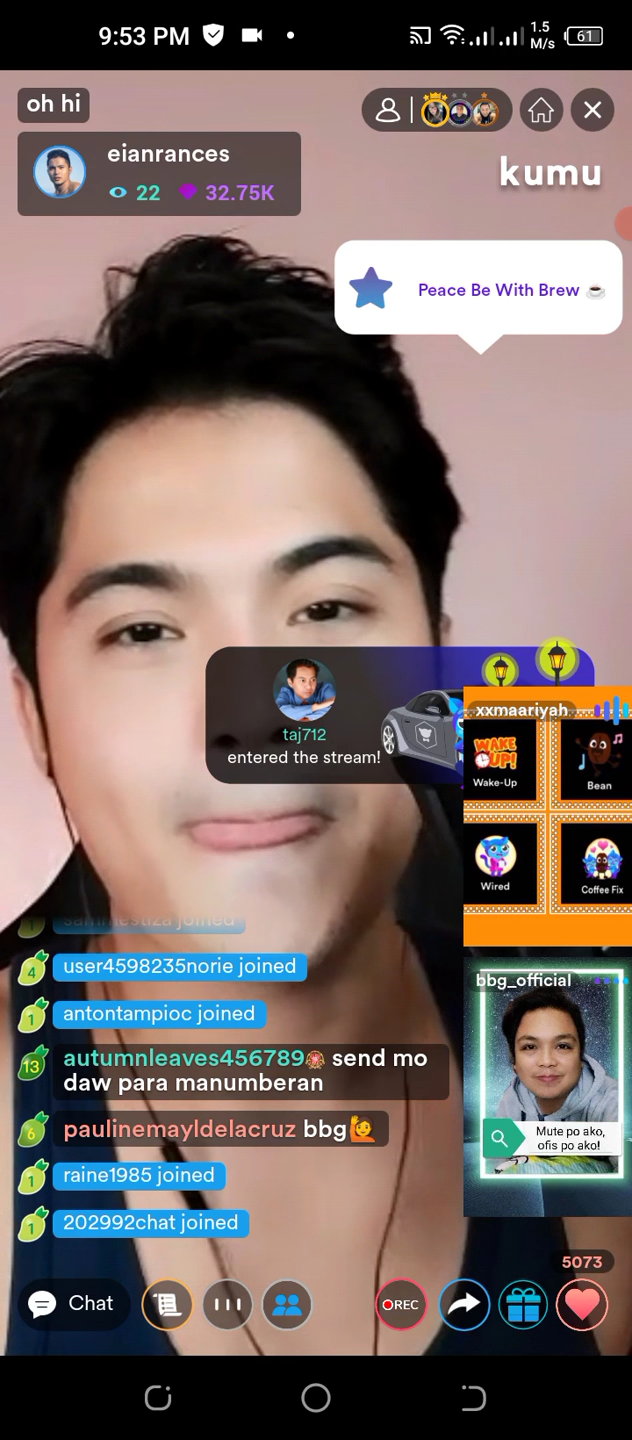 9:53 PM
1.5
M/s
61
oh hi
eianrances
22 32.75K
kumu
Peace Be With Brew
taj712
entered the stream!
xxmaariyah
WAKE
UP!
Wake-Up
Bean
Wired
Coffee Fix
sammestiza joined
4 user4598235norie joined
1 antontampioc joined
13 autumnleaves456789 send mo
daw para manumberan
6 paulinemayldelacruz bbg
1 raine1985 joined
1 202992chat joined
bbg_official
Mute po ako,
ofis po ako!
5073
Chat
REC